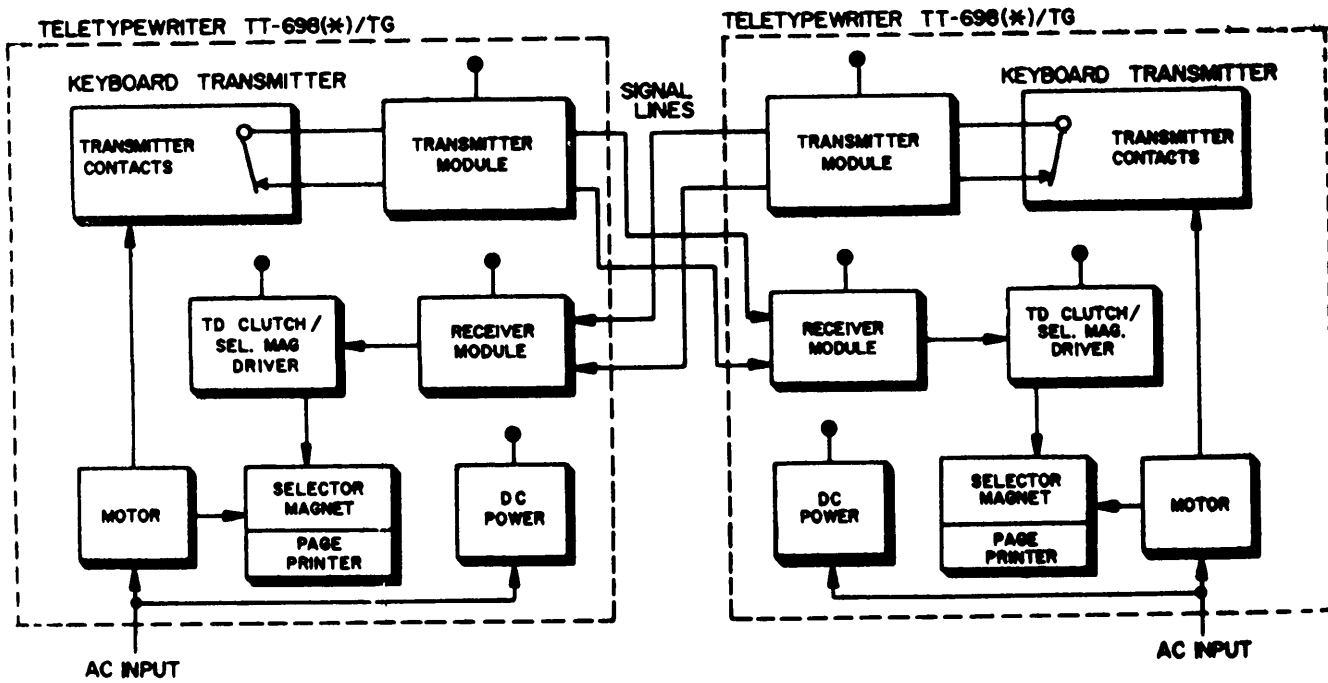 TELETYPEWRITER TT-698(*)/TG
KEYBOARD TRANSMITTER
TRANSMITTER
CONTACTS
TRANSMITTER
MODULE
SIGNAL
LINES
TD CLUTCH /
SEL. MAG
DRIVER
RECEIVER
MODULE
MOTOR
SELECTOR
MAGNET
PAGE
PRINTER
DC
POWER
AC INPUT
TELETYPEWRITER TT-698(*)/TG
TRANSMITTER
MODULE
KEYBOARD TRANSMITTER
TRANSMITTER
CONTACTS
RECEIVER
MODULE
TD CLUTCH /
SEL. MAG.
DRIVER
DC
POWER
SELECTOR
MAGNET
PAGE
PRINTER
MOTOR
AC INPUT